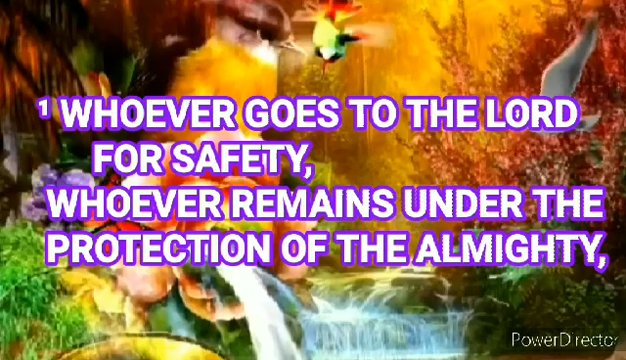 ¹ WHOEVER GOES TO THE LORD
FOR SAFETY,
WHOEVER REMAINS UNDER THE
PROTECTION OF THE ALMIGHTY,
PowerDirector